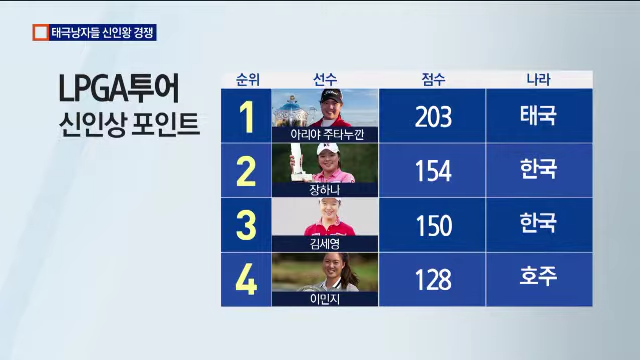 태극낭자들 신인왕 경쟁
LPGA투어
신인상 포인트
순위 선수 점수 나라
1 아리야 주타누깐 203 태국
2 장하나 154 한국
3 김세영 150 한국
4 이민지 128 호주